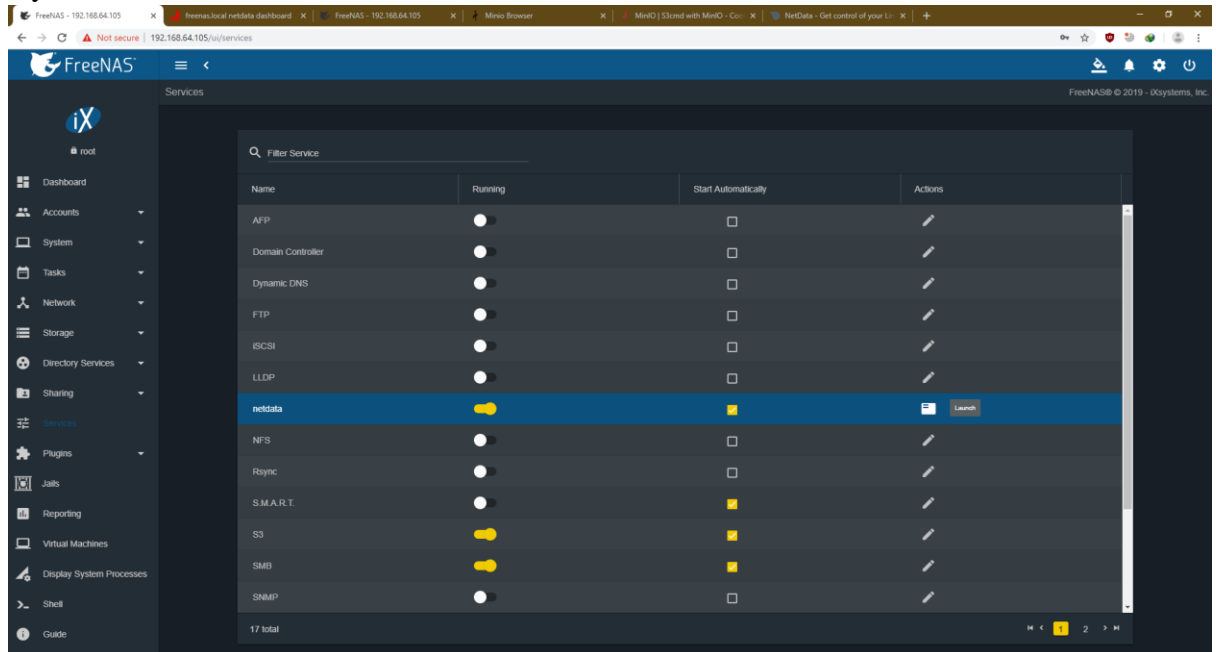 FreeNAS - 192.168.64.105 × freenas.local netdata dashboard × FreeNAS - 192.168.64.105 × Minio Browser × MinIO | S3cmd with MinIO - Coo × NetData - Get control of your Li × +
Not secure | 192.168.64.105/ui/services
FreeNAS®
Services FreeNAS® © 2019 - iXsystems, Inc.
iX
root
Filter Service
Name Running Start Automatically Actions
Dashboard
Accounts
System
Tasks
Network
Storage
Directory Services
Sharing
Services
Plugins
Jails
Reporting
Virtual Machines
Display System Processes
Shell
Guide
AFP
Domain Controller
Dynamic DNS
FTP
iSCSI
LLDP
netdata Launch
NFS
Rsync
S.M.A.R.T.
S3
SMB
SNMP
17 total 1 2